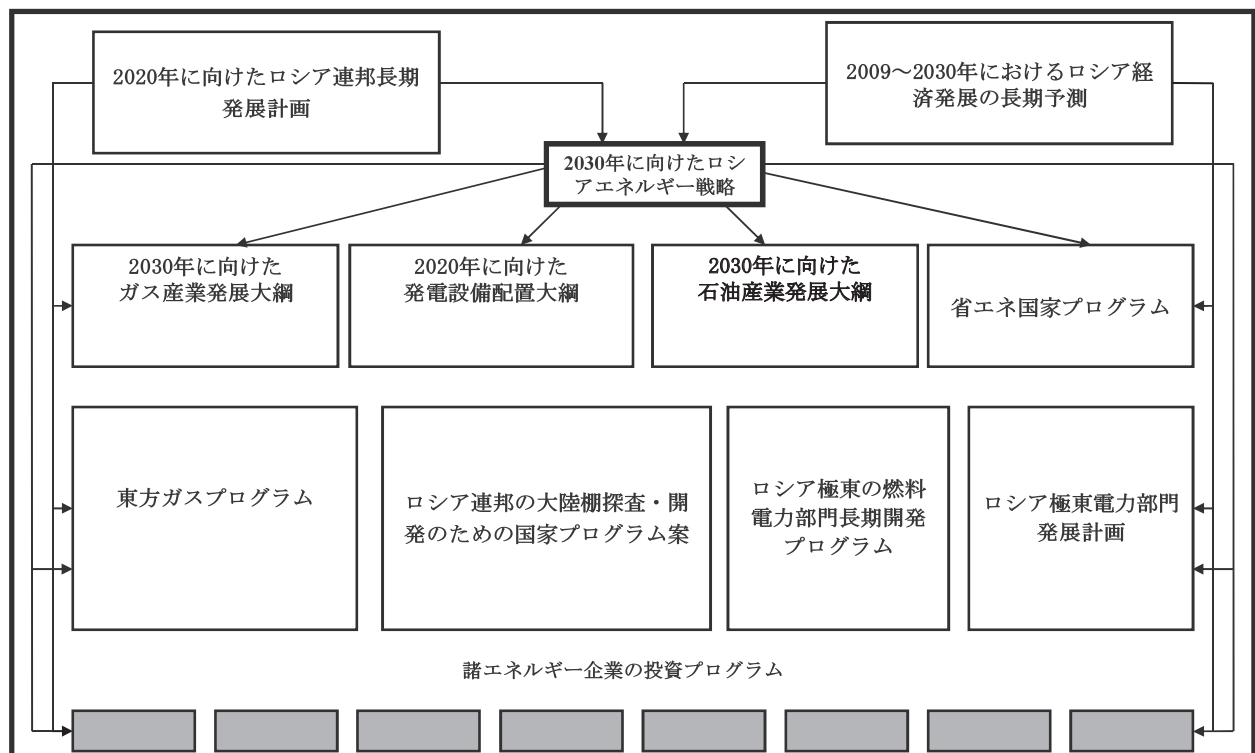 2020年に向けたロシア連邦長期
発展計画
2009〜2030年におけるロシア経
済発展の長期予測
2030年に向けたロシ
アエネルギー戦略
2030年に向けた
ガス産業発展大綱
2020年に向けた
発電設備配置大綱
2030年に向けた
石油産業発展大綱
省エネ国家プログラム
東方ガスプログラム
ロシア連邦の大陸棚探査・開
発のための国家プログラム案
ロシア極東の燃料
電力部門長期開発
プログラム
ロシア極東電力部門
発展計画
諸エネルギー企業の投資プログラム